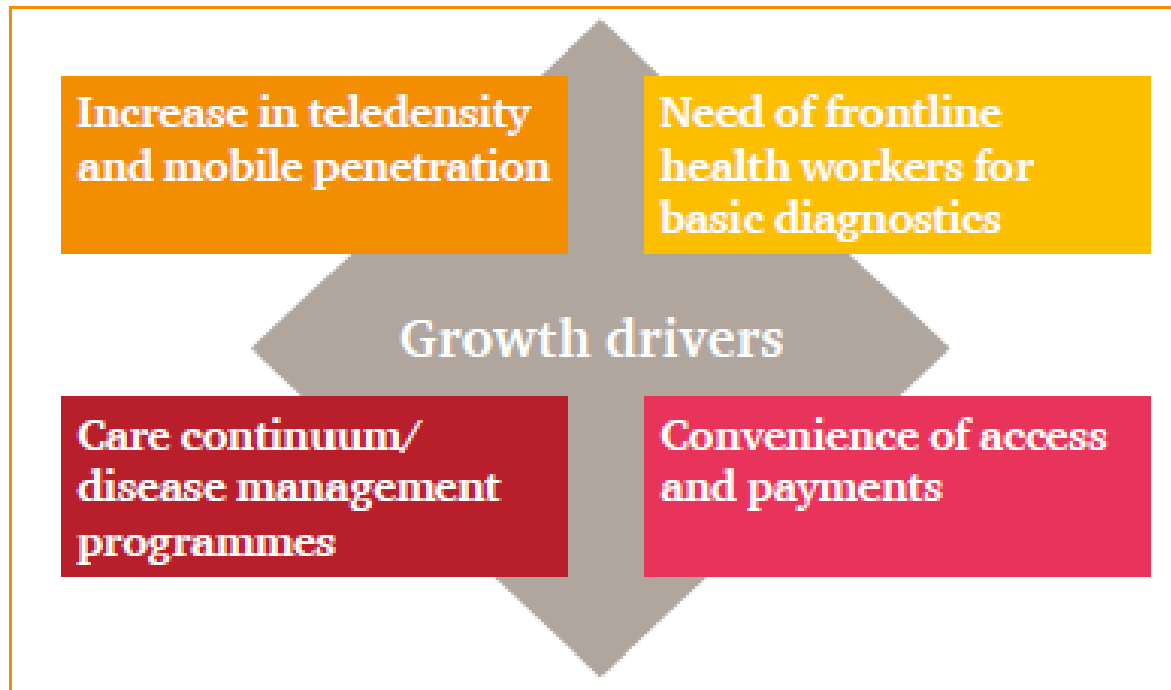 Increase in teledensity
and mobile penetration
Need of frontline
health workers for
basic diagnostics
Growth drivers
Care continuum/
disease management
programmes
Convenience of access
and payments